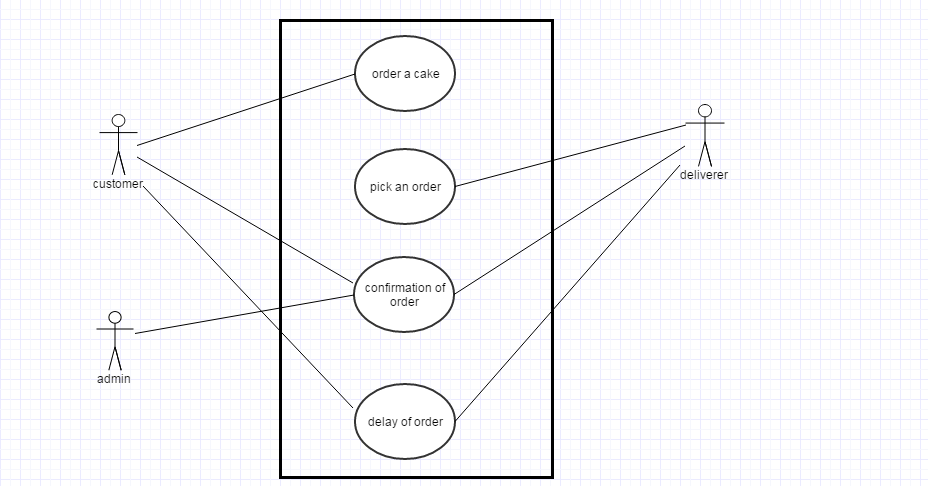 order a cake
customer
pick an order
deliverer
confirmation of
order
admin
delay of order